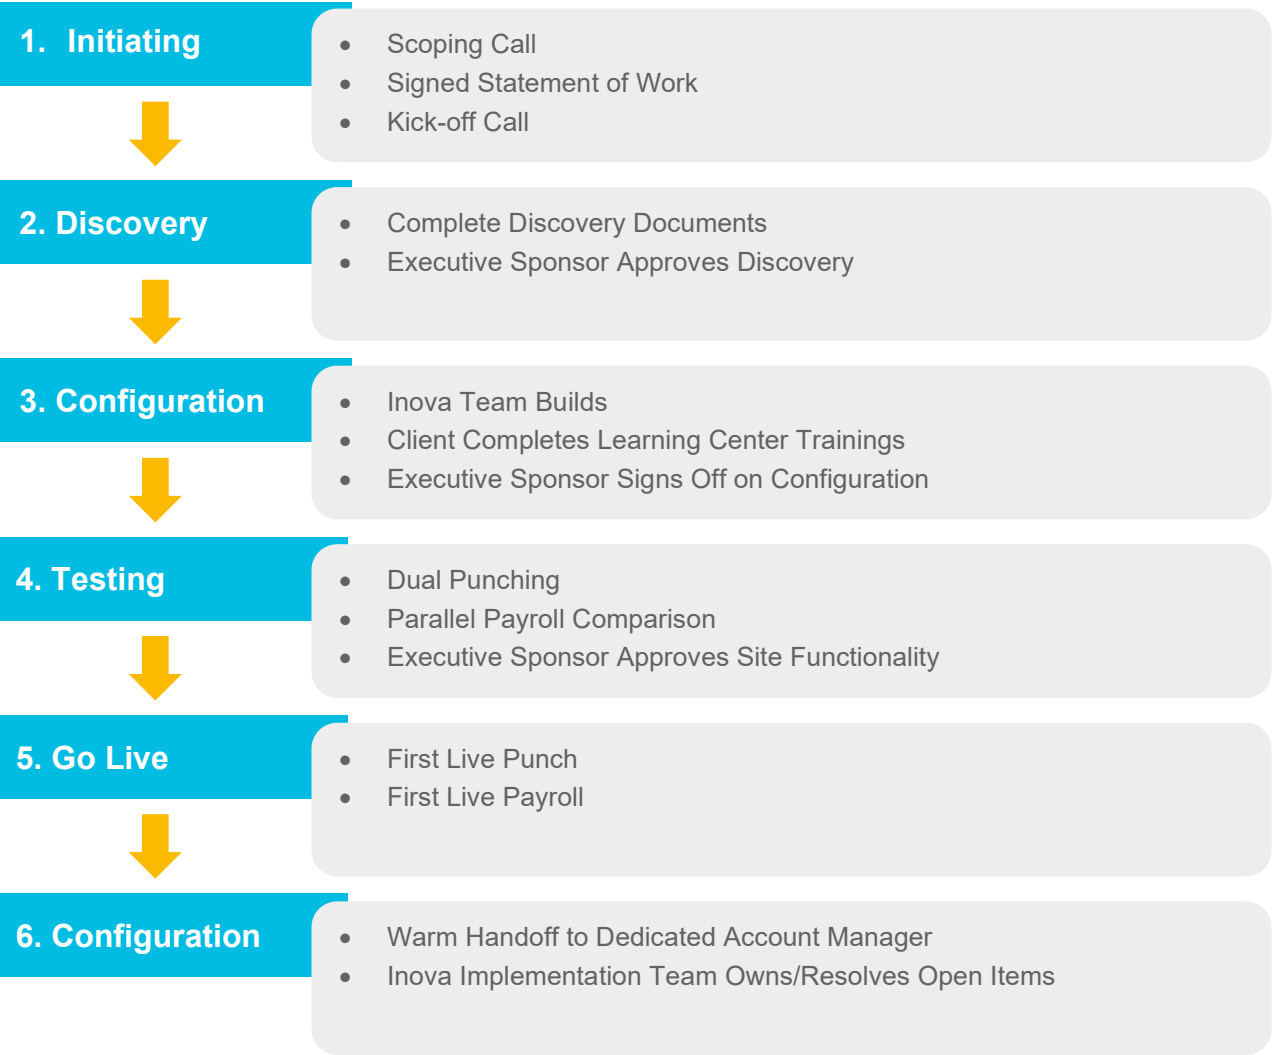 1. Initiating
• Scoping Call
• Signed Statement of Work
• Kick-off Call
2. Discovery
• Complete Discovery Documents
• Executive Sponsor Approves Discovery
3. Configuration
• Inova Team Builds
• Client Completes Learning Center Trainings
• Executive Sponsor Signs Off on Configuration
4. Testing
• Dual Punching
• Parallel Payroll Comparison
• Executive Sponsor Approves Site Functionality
5. Go Live
• First Live Punch
• First Live Payroll
6. Configuration
• Warm Handoff to Dedicated Account Manager
• Inova Implementation Team Owns/Resolves Open Items